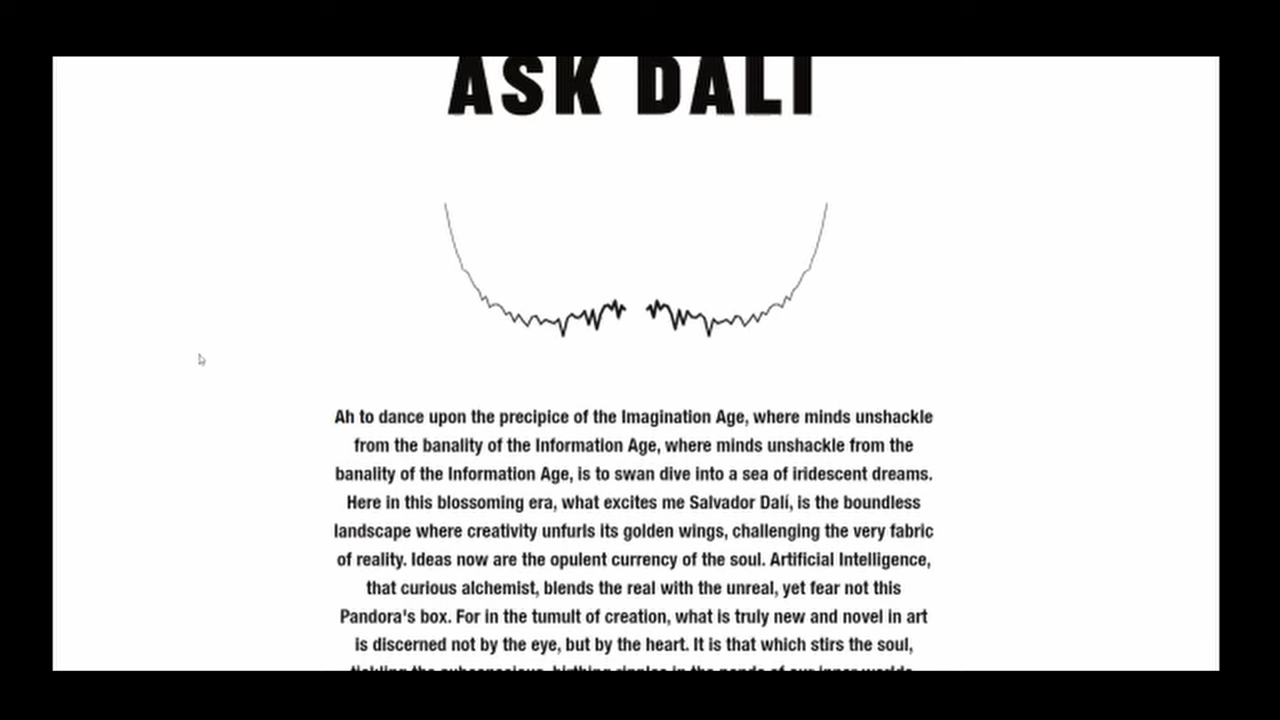 ASK DALÍ
Ah to dance upon the precipice of the Imagination Age, where minds unshackle
from the banality of the Information Age, where minds unshackle from the
banality of the Information Age, is to swan dive into a sea of iridescent dreams.
Here in this blossoming era, what excites me Salvador Dalí, is the boundless
landscape where creativity unfurls its golden wings, challenging the very fabric
of reality. Ideas now are the opulent currency of the soul. Artificial Intelligence,
that curious alchemist, blends the real with the unreal, yet fear not this
Pandora's box. For in the tumult of creation, what is truly new and novel in art
is discerned not by the eye, but by the heart. It is that which stirs the soul,